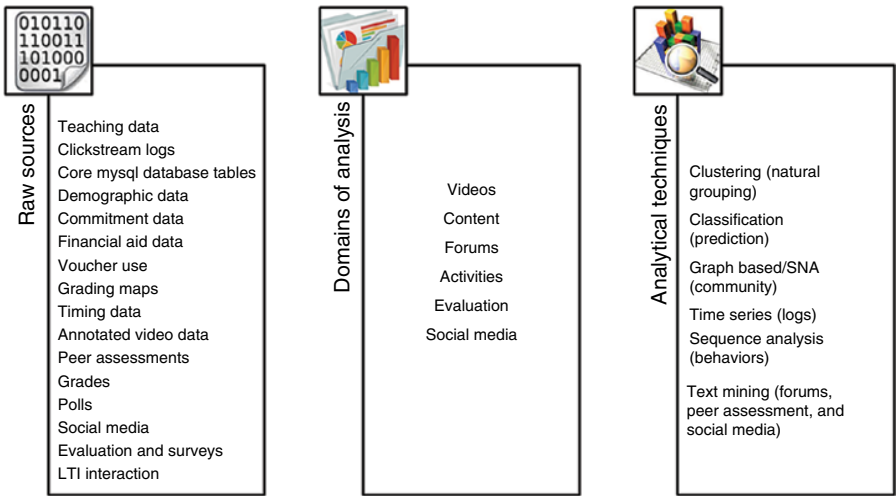 010110
110011
101000
0001
Raw sources
Teaching data
Clickstream logs
Core mysql database tables
Demographic data
Commitment data
Financial aid data
Voucher use
Grading maps
Timing data
Annotated video data
Peer assessments
Grades
Polls
Social media
Evaluation and surveys
LTI interaction
Domains of analysis
Videos
Content
Forums
Activities
Evaluation
Social media
Analytical techniques
Clustering (natural
grouping)
Classification
(prediction)
Graph based/SNA
(community)
Time series (logs)
Sequence analysis
(behaviors)
Text mining (forums,
peer assessment, and
social media)